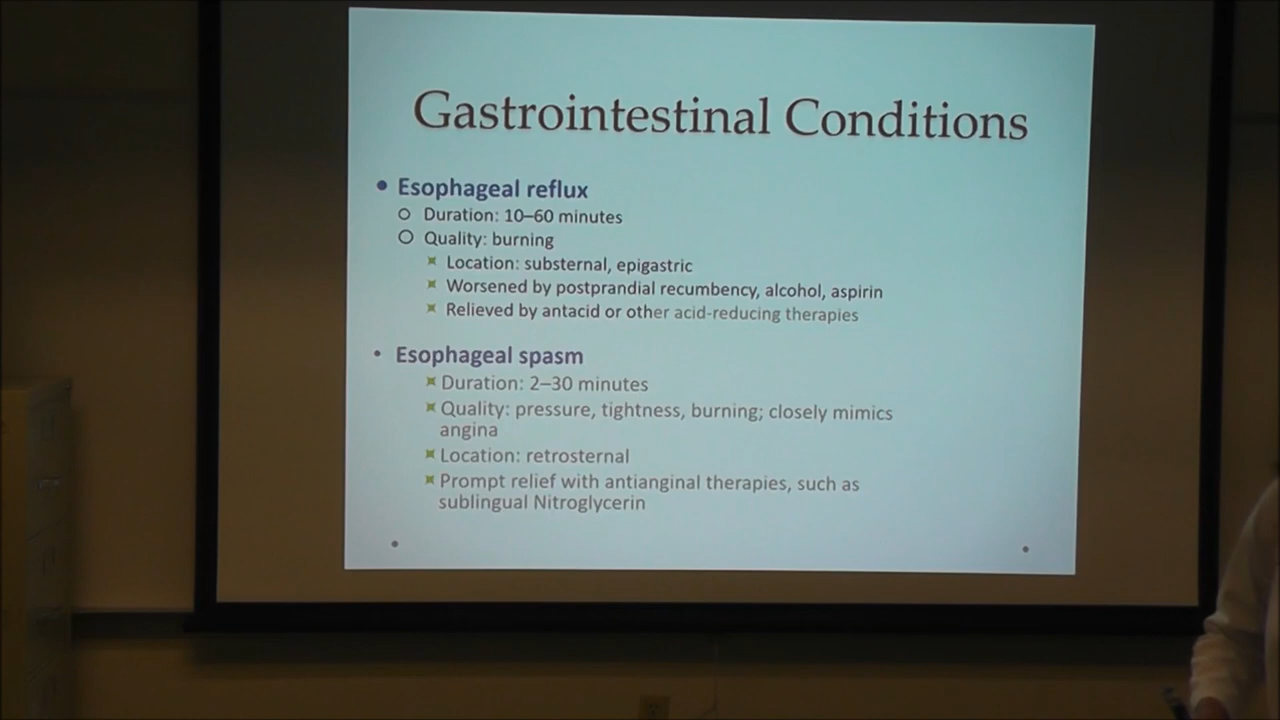 Gastrointestinal Conditions
Esophageal reflux
Duration: 10–60 minutes
Quality: burning
Location: substernal, epigastric
Worsened by postprandial recumbency, alcohol, aspirin
Relieved by antacid or other acid-reducing therapies
Esophageal spasm
Duration: 2–30 minutes
Quality: pressure, tightness, burning; closely mimics
angina
Location: retrosternal
Prompt relief with antianginal therapies, such as
sublingual Nitroglycerin